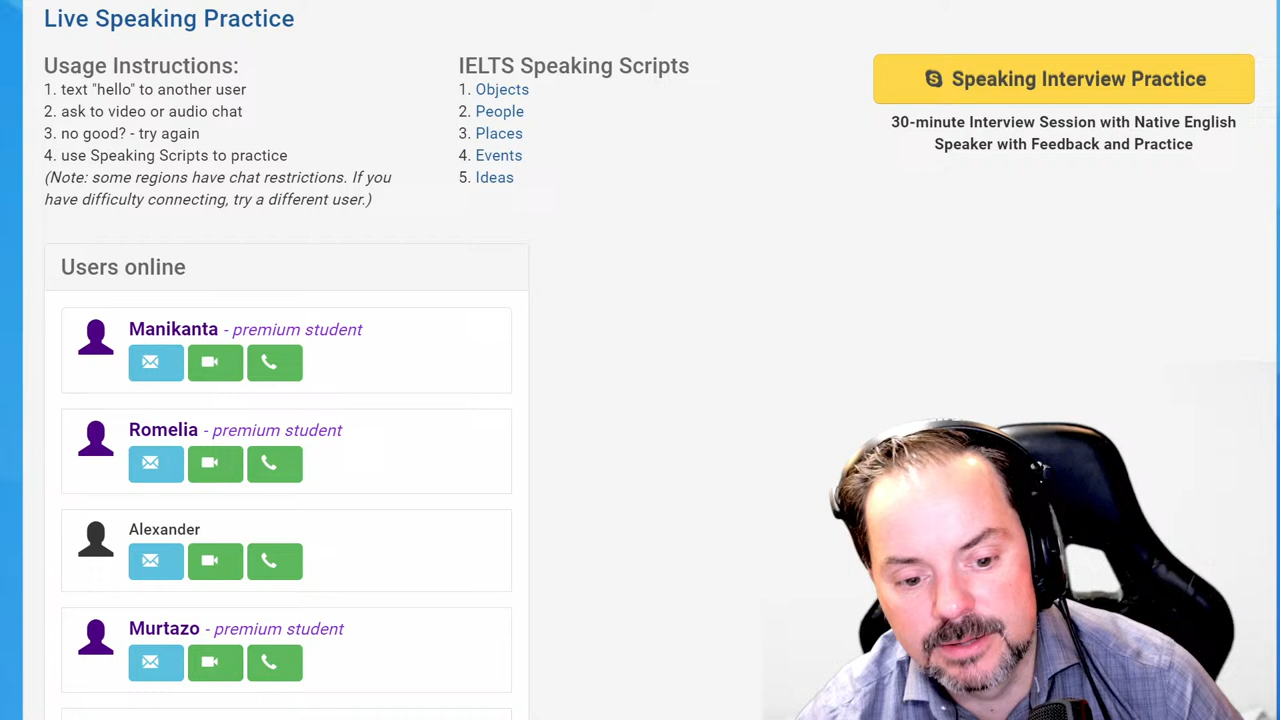 Live Speaking Practice
Usage Instructions:
1. text "hello" to another user
2. ask to video or audio chat
3. no good? - try again
4. use Speaking Scripts to practice
(Note: some regions have chat restrictions. If you
have difficulty connecting, try a different user.)
IELTS Speaking Scripts
1. Objects
2. People
3. Places
4. Events
5. Ideas
Speaking Interview Practice
30-minute Interview Session with Native English
Speaker with Feedback and Practice
Users online
Manikanta - premium student
Romelia - premium student
Alexander
Murtazo - premium student